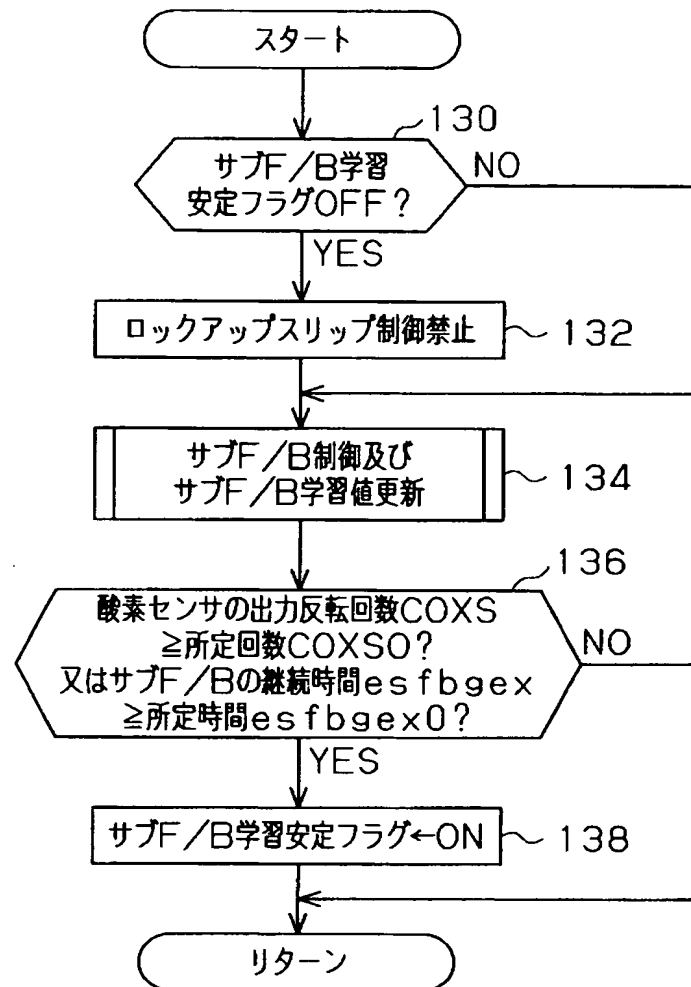 スタート
130
サブF/B学習
安定フラグOFF?
NO
YES
ロックアップスリップ制御禁止
132
サブF/B制御及び
サブF/B学習値更新
134
136
酸素センサの出力反転回数COXS
≧所定回数COXS0?
又はサブF/Bの継続時間esfbgex
≧所定時間esfbgex0?
NO
YES
サブF/B学習安定フラグ←ON
138
リターン